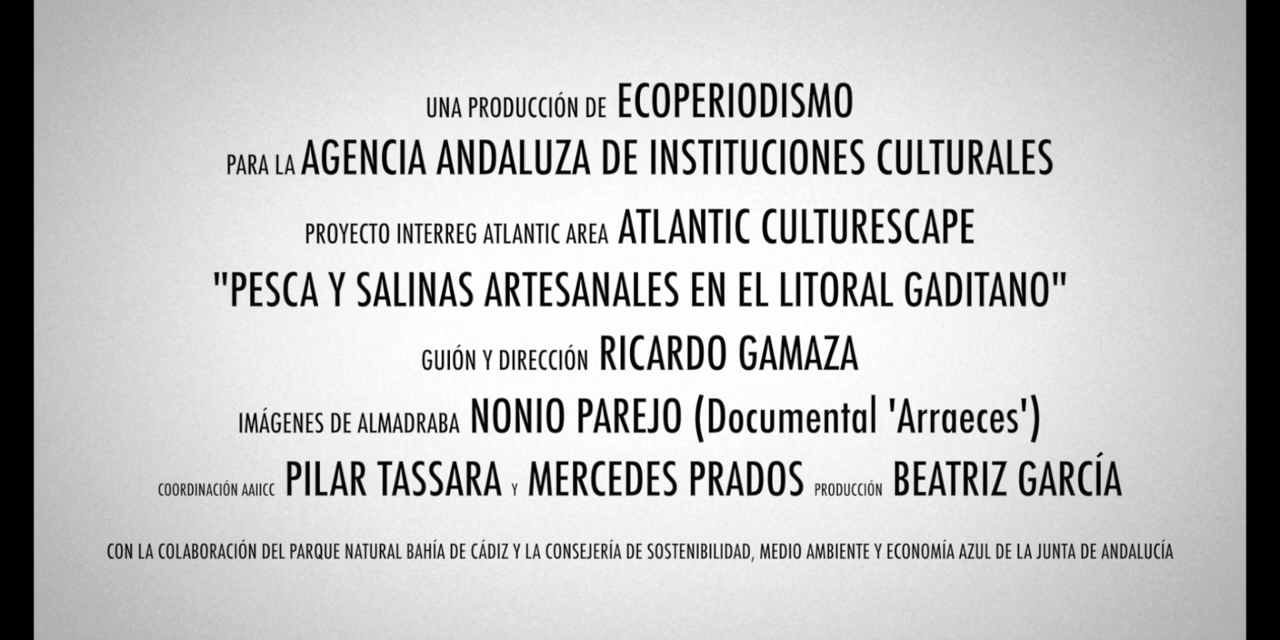 UNA PRODUCCIÓN DE ECOPERIODISMO
PARA LA AGENCIA ANDALUZA DE INSTITUCIONES CULTURALES
PROYECTO INTERREG ATLANTIC AREA ATLANTIC CULTURESCAPE
"PESCA Y SALINAS ARTESANALES EN EL LITORAL GADITANO"
GUIÓN Y DIRECCIÓN RICARDO GAMAZA
IMÁGENES DE ALMADRABA NONIO PAREJO (Documental 'Arraeces')
COORDINACIÓN AAIICC PILAR TASSARA Y MERCEDES PRADOS PRODUCCIÓN BEATRIZ GARCÍA
CON LA COLABORACIÓN DEL PARQUE NATURAL BAHÍA DE CÁDIZ Y LA CONSEJERÍA DE SOSTENIBILIDAD, MEDIO AMBIENTE Y ECONOMÍA AZUL DE LA JUNTA DE ANDALUCÍA